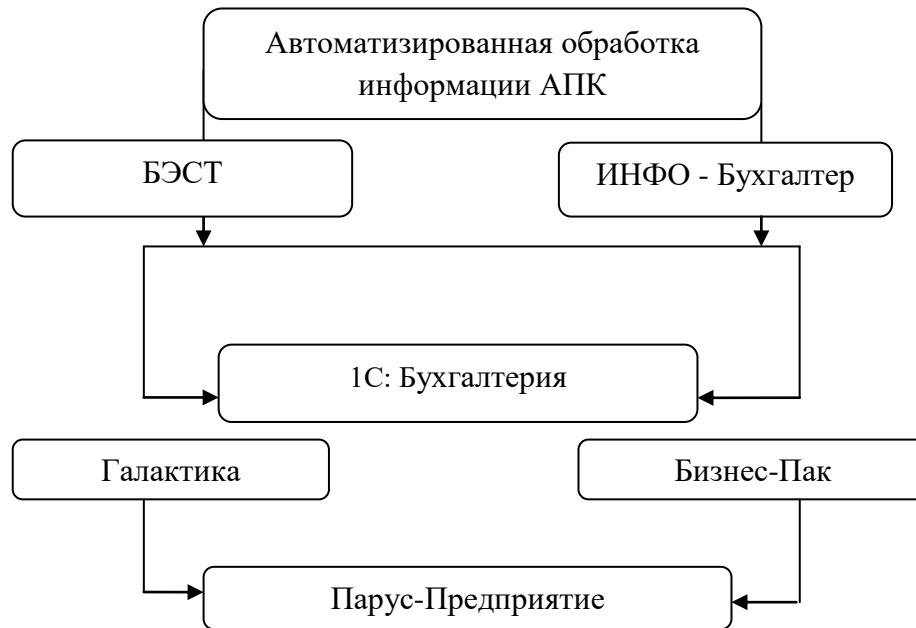 Автоматизированная обработка
информации АПК
БЭСТ
ИНФО - Бухгалтер
1С: Бухгалтерия
Галактика
Бизнес-Пак
Парус-Предприятие